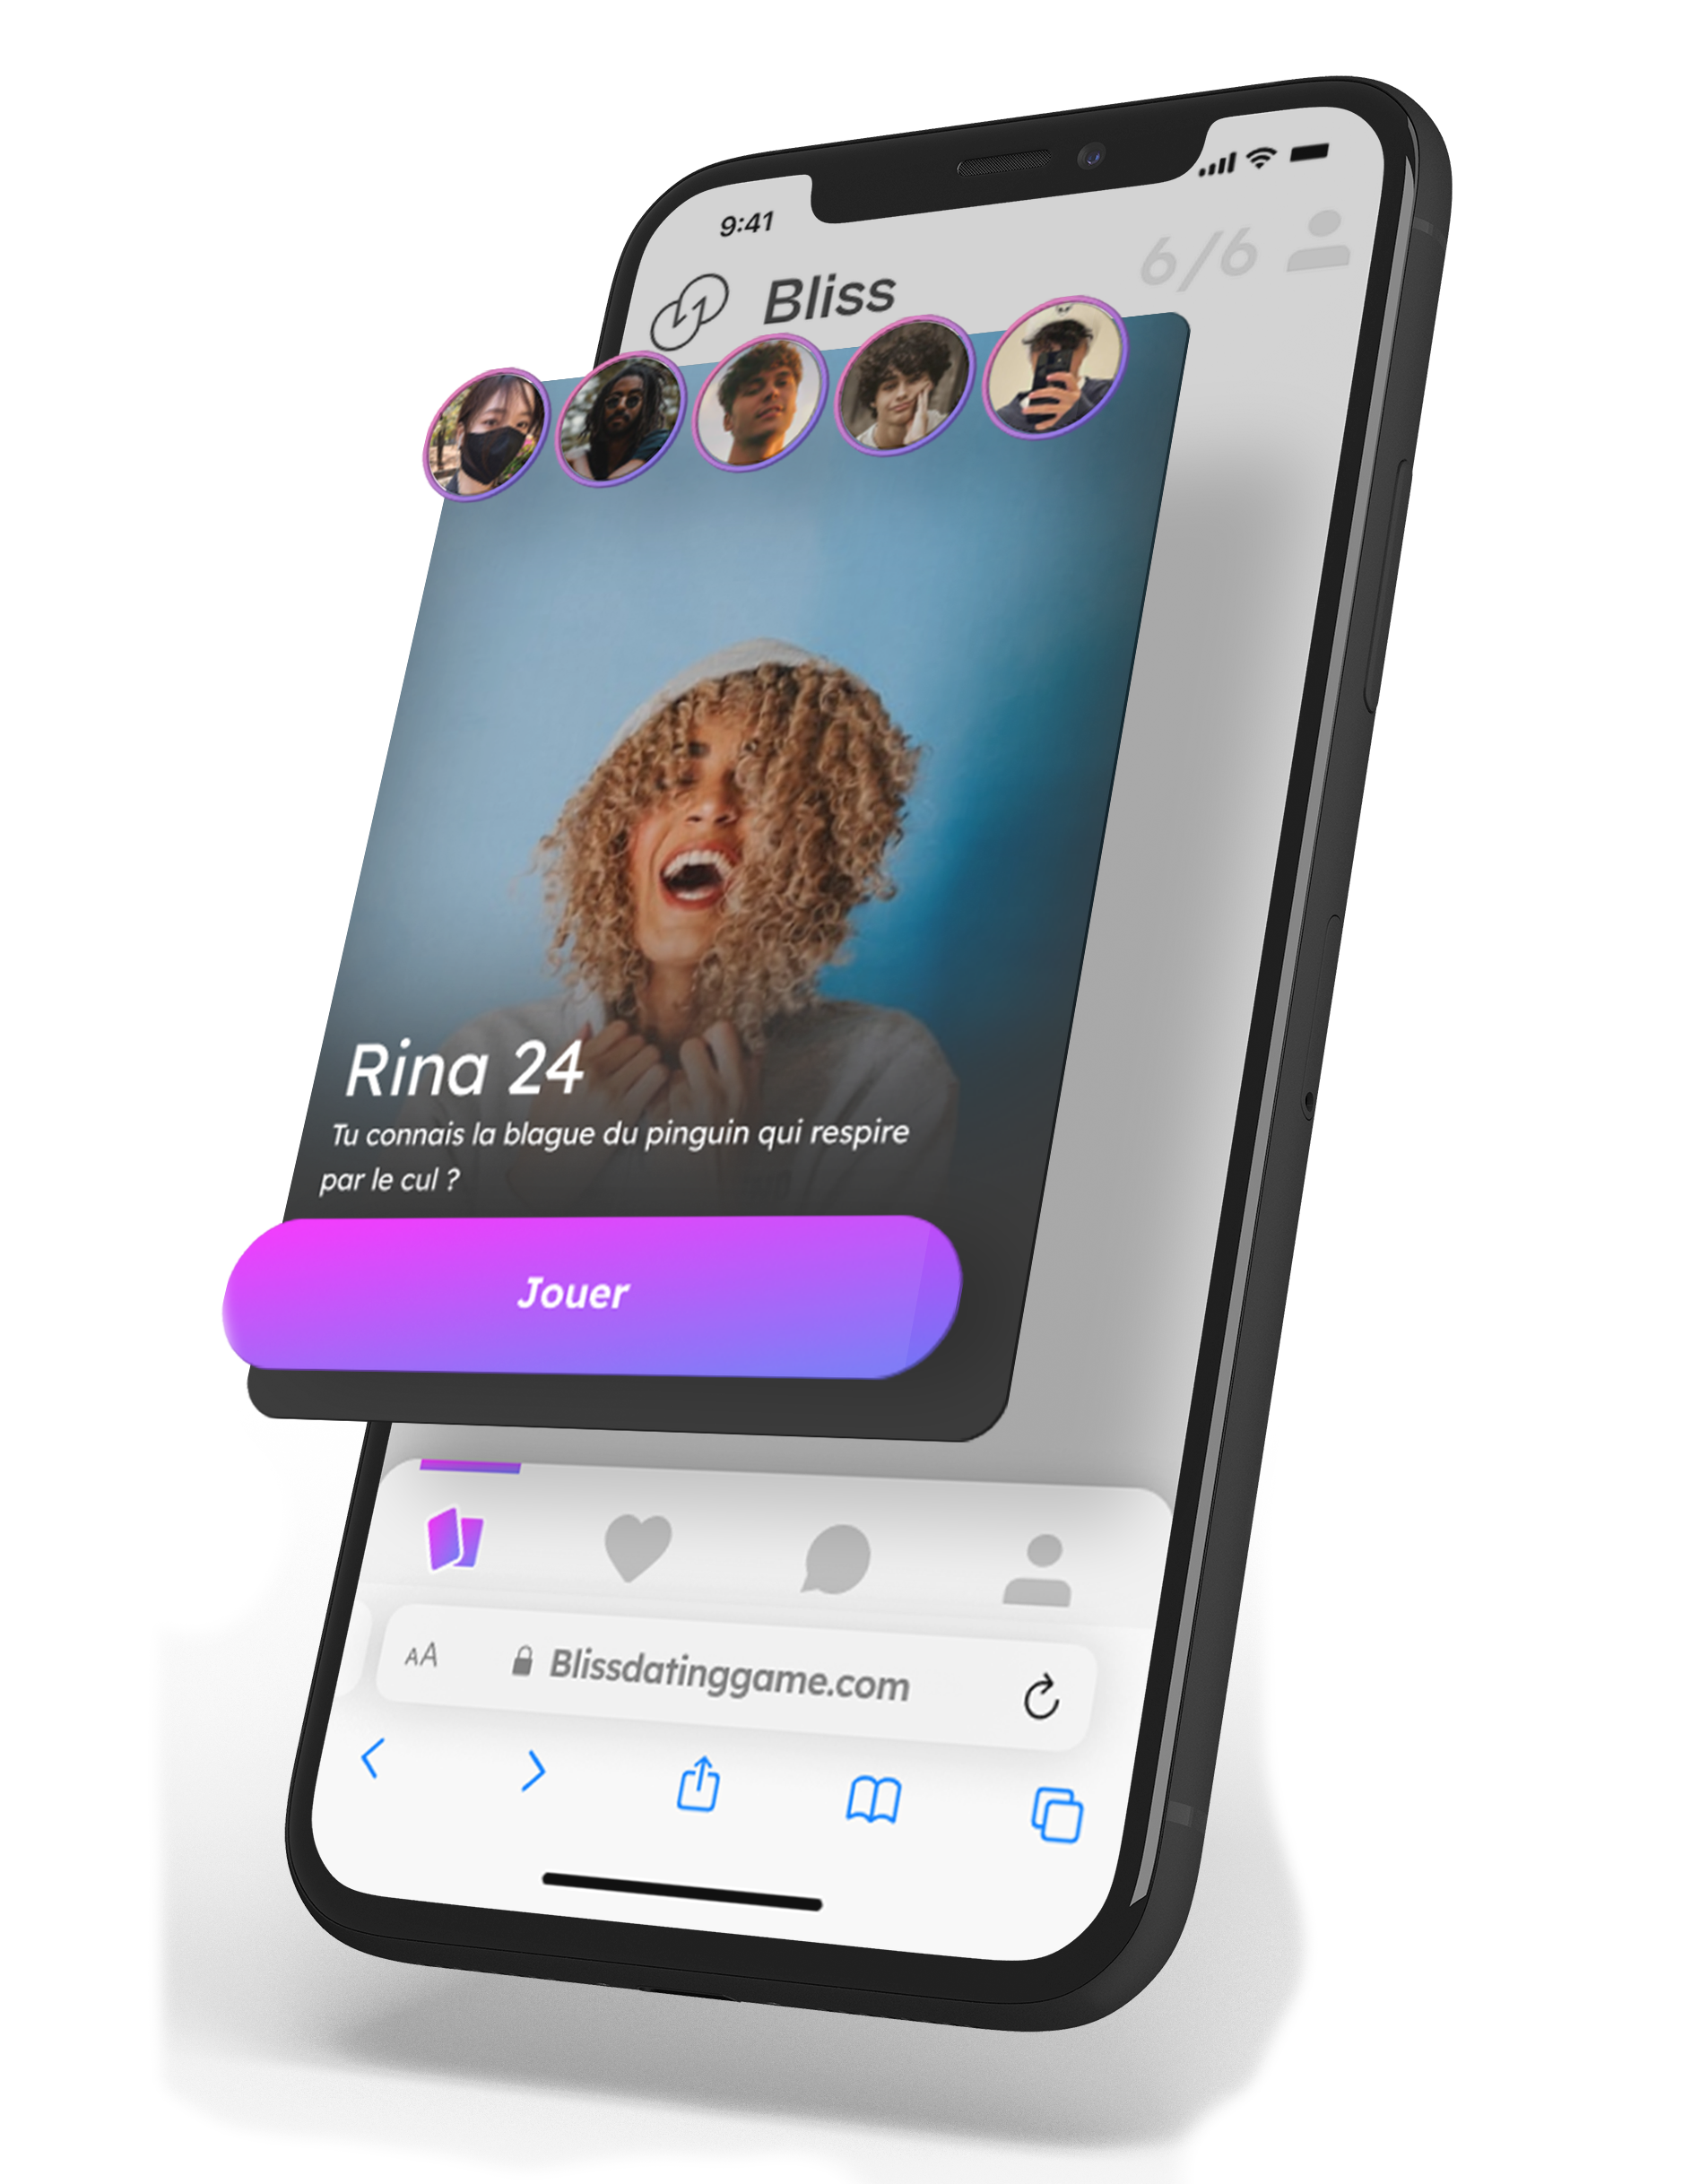 9:41
Bliss
6/6
Rina 24
Tu connais la blague du pinguin qui respire
par le cul ?
Jouer
AA
Blissdatinggame.com